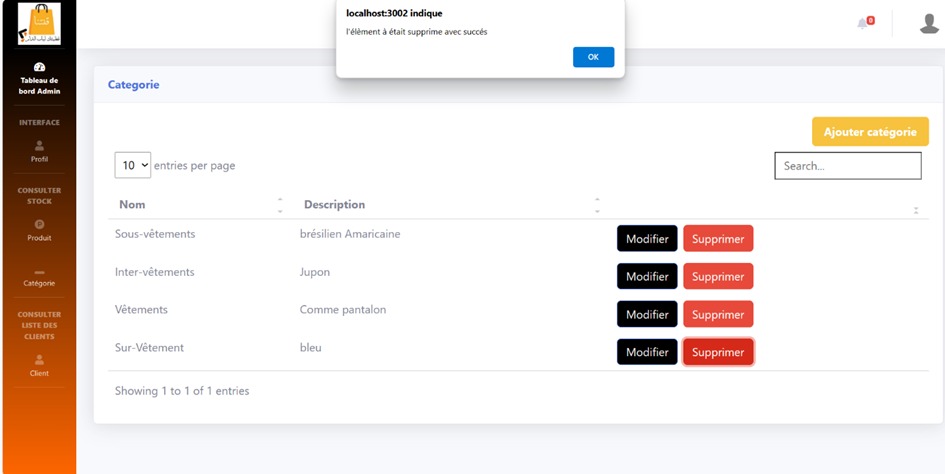 localhost:3002 indique
l'élèment à était supprime avec succés
OK
6
Tableau de
bord Admin
INTERFACE
Profil
CONSULTER
STOCK
Produit
Catégorie
CONSULTER
LISTE DES
CLIENTS
Client
Categorie
Ajouter catégorie
10 entries per page
Search...
Nom Description
Sous-vêtements brésilien Amaricaine Modifier Supprimer
Inter-vêtements Jupon Modifier Supprimer
Vêtements Comme pantalon Modifier Supprimer
Sur-Vêtement bleu Modifier Supprimer
Showing 1 to 1 of 1 entries